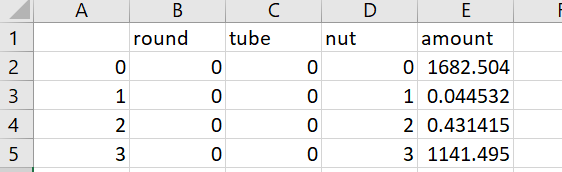 A B C D E
1 round tube nut amount
2 0 0 0 0 1682.504
3 1 0 0 1 0.044532
4 2 0 0 2 0.431415
5 3 0 0 3 1141.495